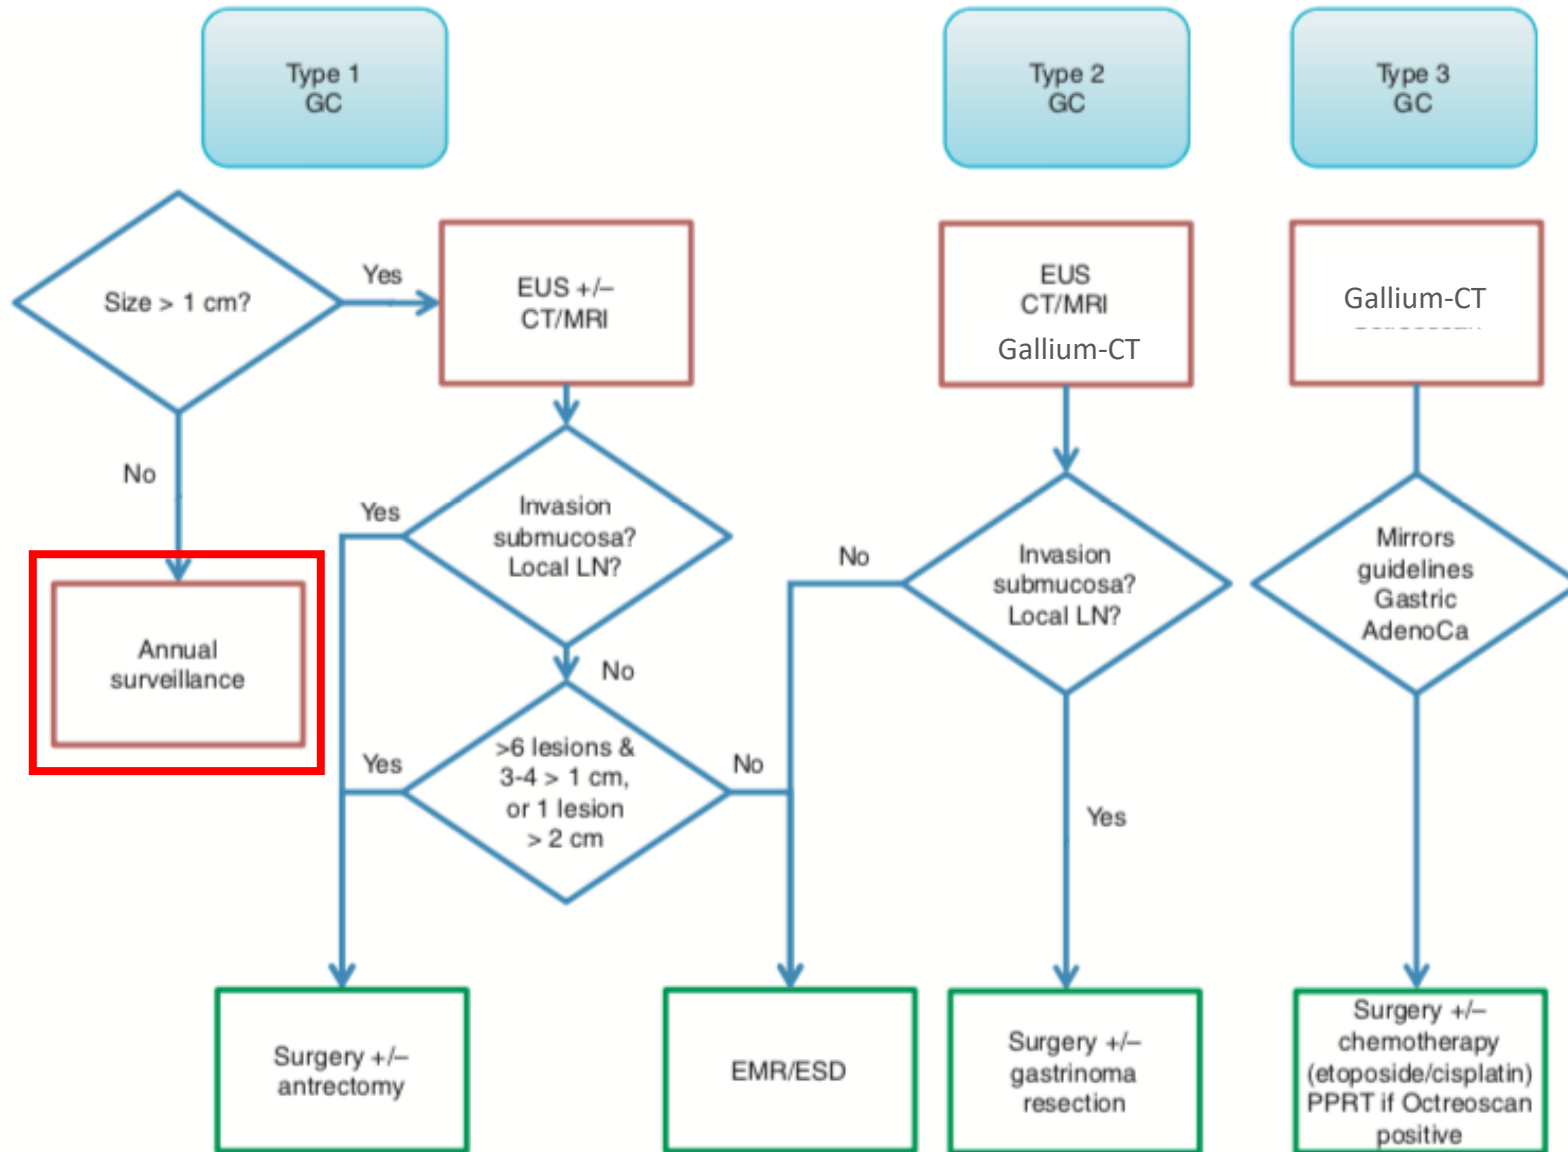 Type 1
GC
Type 2
GC
Type 3
GC
Size > 1 cm?
Yes
EUS +/–
CT/MRI
EUS
CT/MRI
Gallium-CT
Gallium-CT
No
Yes
Invasion
submucosa?
Local LN?
No
Annual
surveillance
No
Invasion
submucosa?
Local LN?
Mirrors
guidelines
Gastric
AdenoCa
Yes
>6 lesions &
3-4 > 1 cm,
or 1 lesion
> 2 cm
No
Yes
Surgery +/–
antrectomy
EMR/ESD
Surgery +/–
gastrinoma
resection
Surgery +/–
chemotherapy
(etoposide/cisplatin)
PPRT if Octreoscan
positive